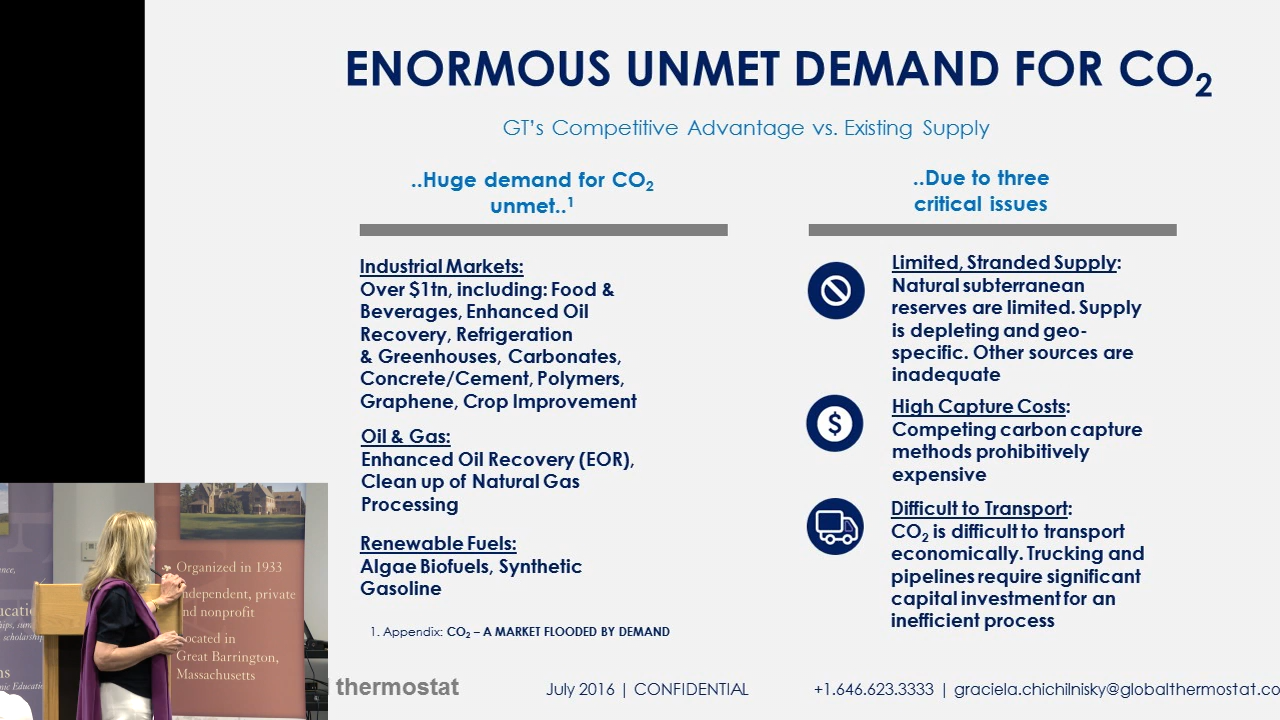 ENORMOUS UNMET DEMAND FOR CO₂
GT's Competitive Advantage vs. Existing Supply
..Huge demand for CO₂
unmet..¹
Industrial Markets:
Over $1tn, including: Food &
Beverages, Enhanced Oil
Recovery, Refrigeration
& Greenhouses, Carbonates,
Concrete/Cement, Polymers,
Graphene, Crop Improvement
Oil & Gas:
Enhanced Oil Recovery (EOR),
Clean up of Natural Gas
Processing
Renewable Fuels:
Algae Biofuels, Synthetic
Gasoline
1. Appendix: CO₂ – A MARKET FLOODED BY DEMAND
..Due to three
critical issues
Limited, Stranded Supply:
Natural subterranean
reserves are limited. Supply
is depleting and geo-
specific. Other sources are
inadequate
High Capture Costs:
Competing carbon capture
methods prohibitively
expensive
$
Difficult to Transport:
CO₂ is difficult to transport
economically. Trucking and
pipelines require significant
capital investment for an
inefficient process
Organized in 1933
ndependent, private
nd nonprofit
ocated in
Great Barrington,
Massachusetts
thermostat
July 2016 | CONFIDENTIAL
+1.646.623.3333 | graciela.chichilnisky@globalthermostat.co